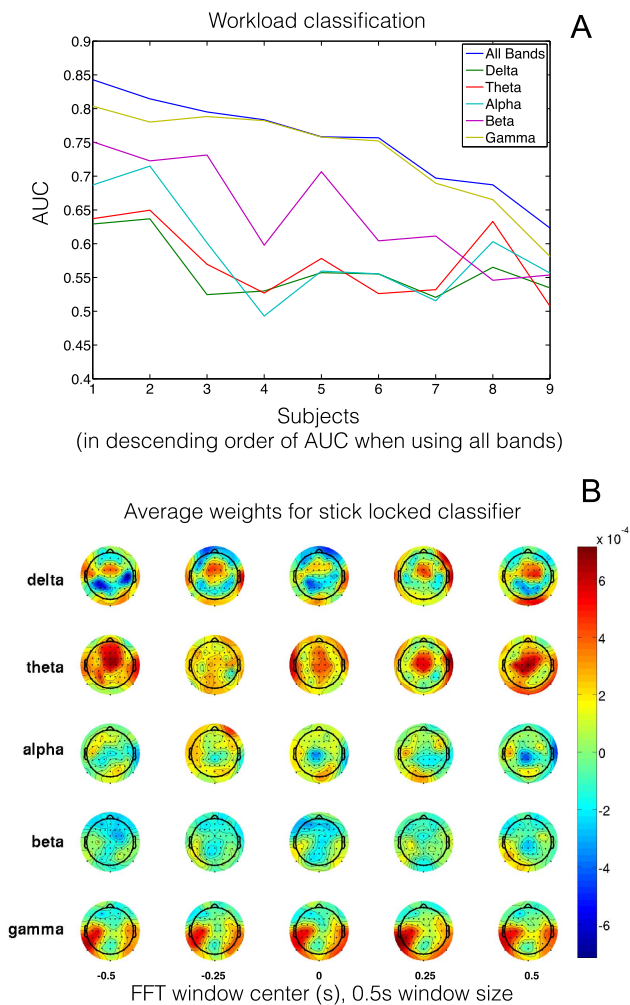 Workload classification
A
0.9
0.85
0.8
0.75
0.7
0.65
0.6
0.55
0.5
0.45
0.4
AUC
All Bands
Delta
Theta
Alpha
Beta
Gamma
1 2 3 4 5 6 7 8 9
Subjects
(in descending order of AUC when using all bands)
B
Average weights for stick locked classifier
x 10⁻⁴
delta
theta
alpha
beta
gamma
6
4
2
0
-2
-4
-6
-0.5 -0.25 0 0.25 0.5
FFT window center (s), 0.5s window size